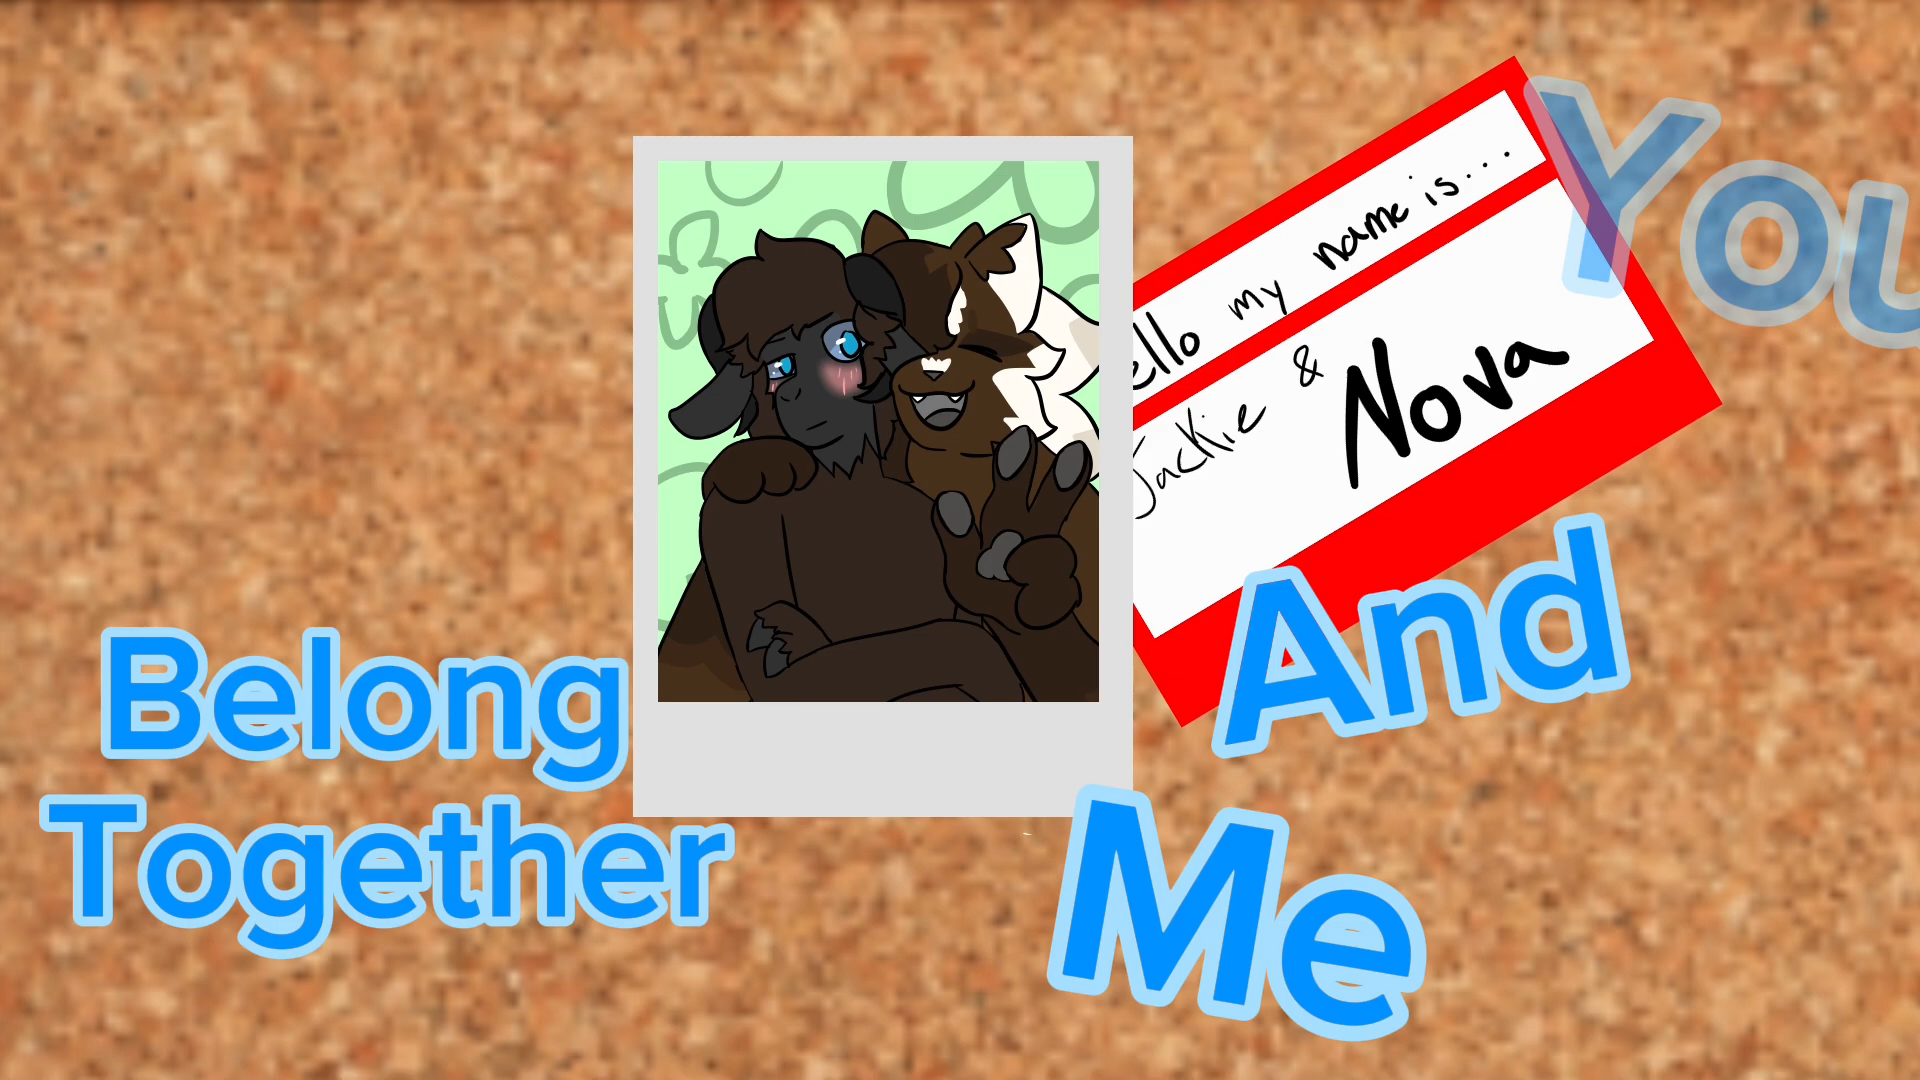 You
ello my name is...
Jackie & Nova
And
Me
Belong
Together